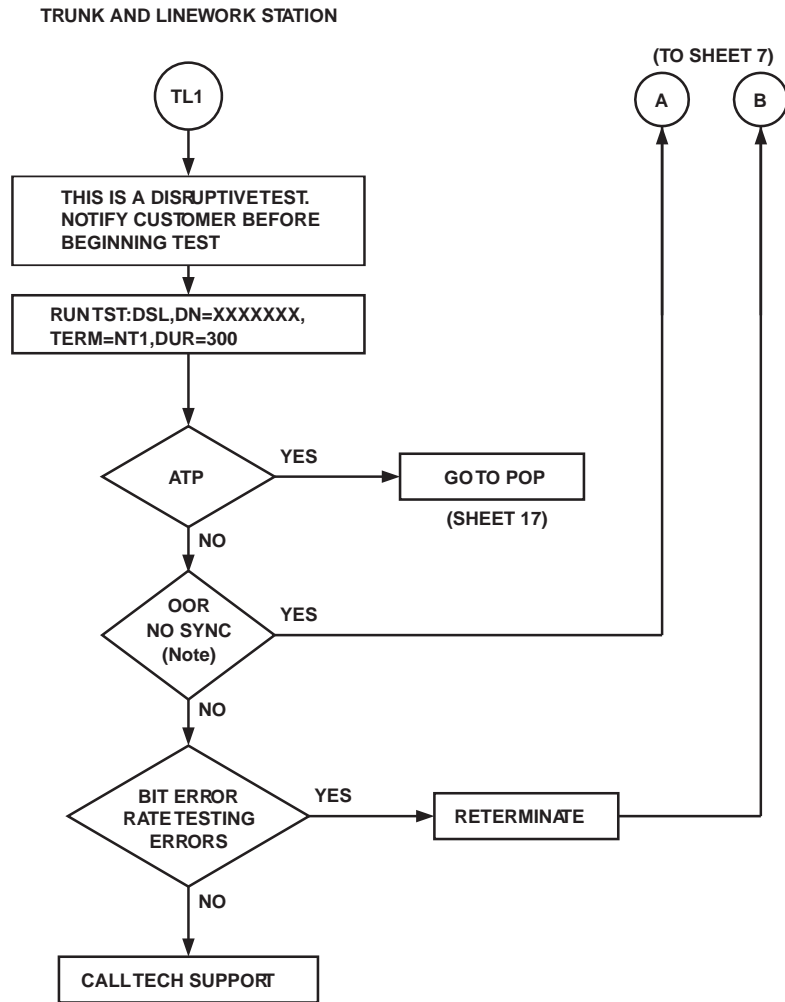 TRUNK AND LINEWORK STATION
(TO SHEET 7)
TL1
A
B
THIS IS A DISRUPTIVETEST.
NOTIFY CUSTOMER BEFORE
BEGINNING TEST
RUNTST:DSL,DN=XXXXXXX,
TERM=NT1,DUR=300
ATP
YES
GOTO POP
(SHEET 17)
NO
OOR
NO SYNC
(Note)
YES
NO
BIT ERROR
RATETESTING
ERRORS
YES
RETERMINATE
NO
CALLTECH SUPPORT